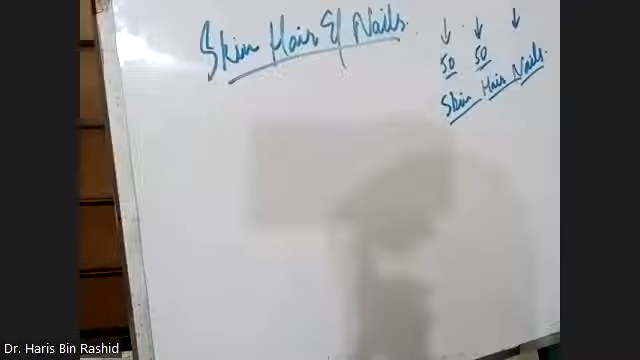 Skin Hair & Nails.
↓ ↓ ↓
50 50
Skin Hair Nails.
Dr. Haris Bin Rashid